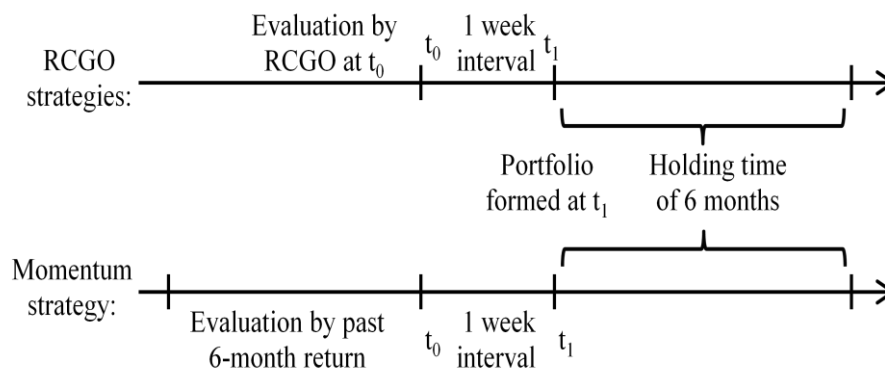 RCGO
strategies:
Evaluation by
RCGO at t₀
t₀
1 week
interval
t₁
Portfolio
formed at t₁
Holding time
of 6 months
Momentum
strategy:
Evaluation by past
6-month return
t₀
1 week
interval
t₁